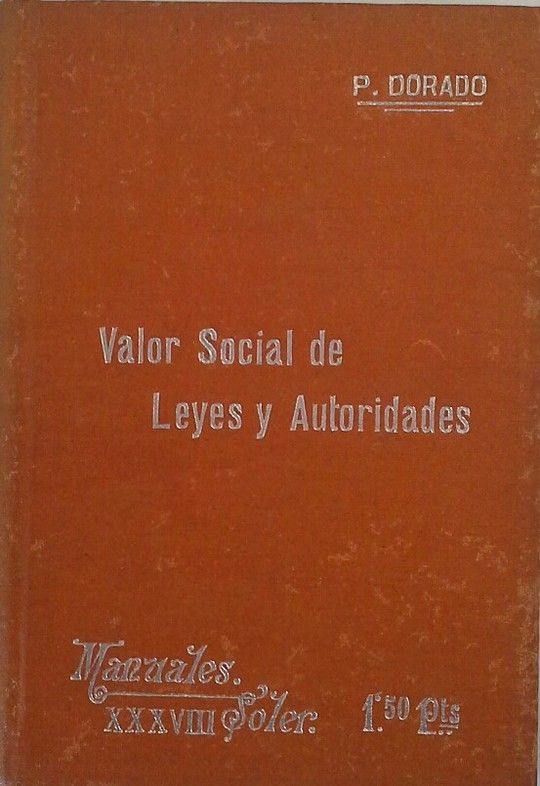 P. DORADO
Valor Social de
Leyes y Autoridades
Manuales.
XXXVIII Soler. 1'50 Pts